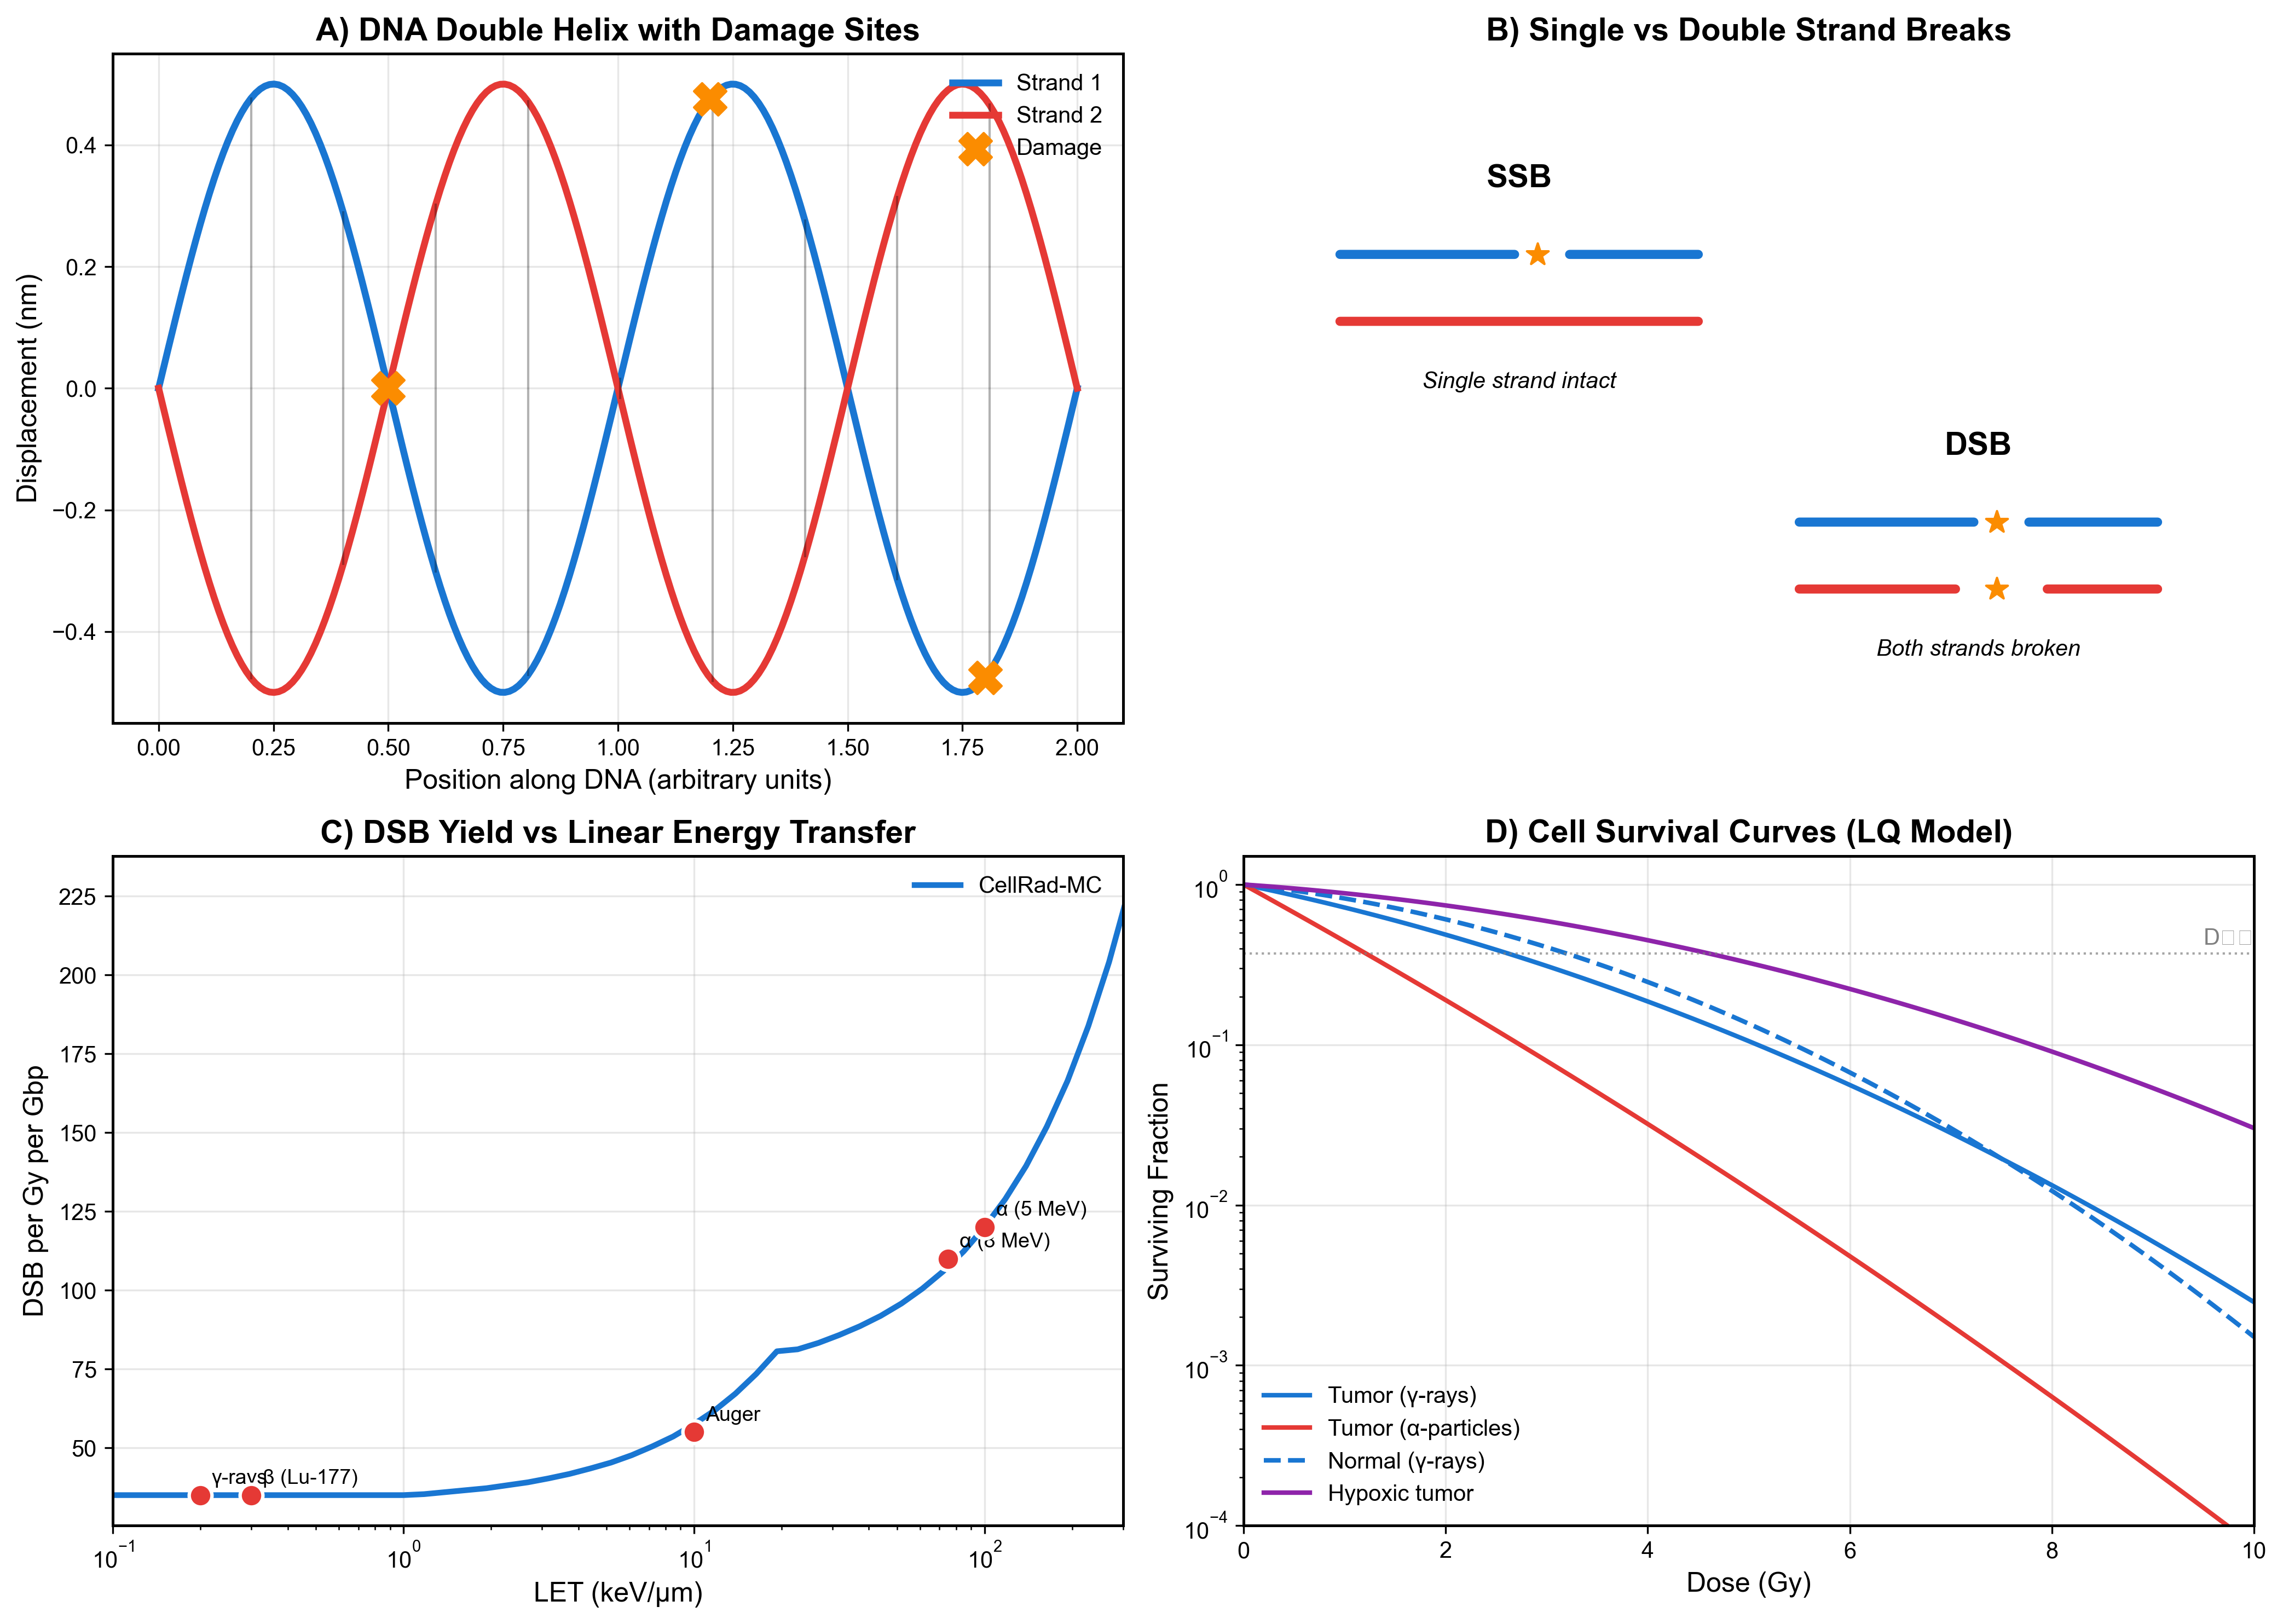 A) DNA Double Helix with Damage Sites
Strand 1
Strand 2
Damage
0.4
0.2
0.0
−0.2
−0.4
Displacement (nm)
0.00 0.25 0.50 0.75 1.00 1.25 1.50 1.75 2.00
Position along DNA (arbitrary units)
B) Single vs Double Strand Breaks
SSB
Single strand intact
DSB
Both strands broken
C) DSB Yield vs Linear Energy Transfer
CellRad-MC
225
200
175
150
125
100
75
50
DSB per Gy per Gbp
α (5 MeV)
α (8 MeV)
Auger
γ-rays
β (Lu-177)
10⁻¹ 10⁰ 10¹ 10²
LET (keV/μm)
D) Cell Survival Curves (LQ Model)
D□□
10⁰
10⁻¹
10⁻²
10⁻³
10⁻⁴
Surviving Fraction
Tumor (γ-rays)
Tumor (α-particles)
Normal (γ-rays)
Hypoxic tumor
0 2 4 6 8 10
Dose (Gy)